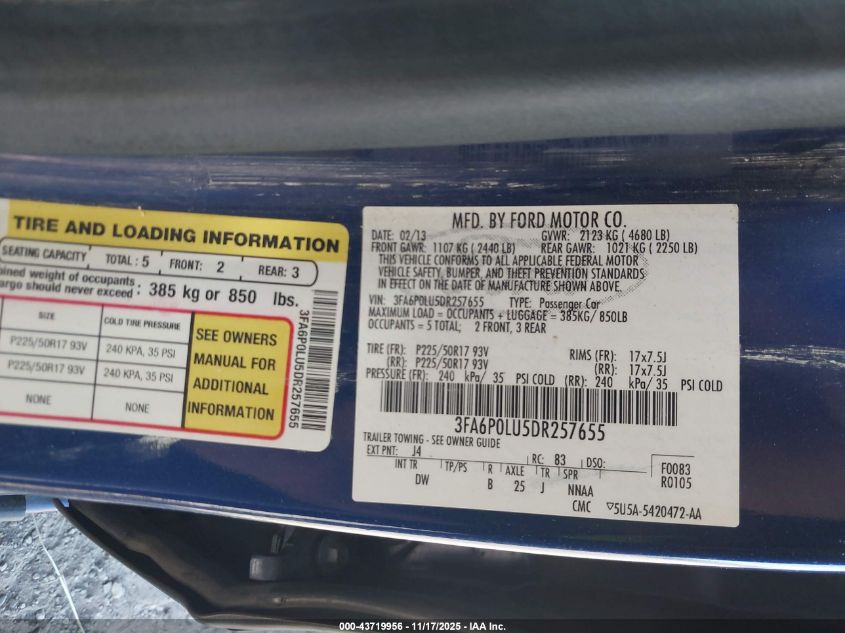 TIRE AND LOADING INFORMATION
SEATING CAPACITY TOTAL : 5 FRONT: 2 REAR: 3
weight of occupants
should never exceed : 385 kg or 850 lbs.
SIZE COLD TIRE PRESSURE
P225/50R17 93V 240 KPA, 35 PSI
P225/50R17 93V 240 KPA, 35 PSI
NONE NONE
SEE OWNERS
MANUAL FOR
ADDITIONAL
INFORMATION
3FA6P0LU5DR257655
MFD. BY FORD MOTOR CO.
DATE: 02/13 GVWR: 2123 KG ( 4680 LB)
FRONT GAWR: 1107 KG ( 2440 LB) REAR GAWR: 1021 KG ( 2250 LB)
THIS VEHICLE CONFORMS TO ALL APPLICABLE FEDERAL MOTOR
VEHICLE SAFETY, BUMPER, AND THEFT PREVENTION STANDARDS
IN EFFECT ON THE DATE OF MANUFACTURE SHOWN ABOVE.
VIN: 3FA6P0LU5DR257655 TYPE: Passenger Car
MAXIMUM LOAD = OCCUPANTS + LUGGAGE = 385KG/ 850LB
OCCUPANTS = 5 TOTAL; 2 FRONT, 3 REAR
TIRE (FR): P225/50R17 93V RIMS (FR): 17x7.5J
(RR): P225/50R17 93V (RR): 17x7.5J
PRESSURE (FR): 240 kPa/ 35 PSI COLD (RR): 240 kPa/ 35 PSI COLD
3FA6P0LU5DR257655
TRAILER TOWING - SEE OWNER GUIDE
EXT PNT: J4 RC: 83 DSO:
INT TR TP/PS R AXLE TR SPR
DW B 25 J NNAA
F0083
R0105
CMC ▽5U5A-5420472-AA
000-43719956 - 11/17/2025 - IAA Inc.